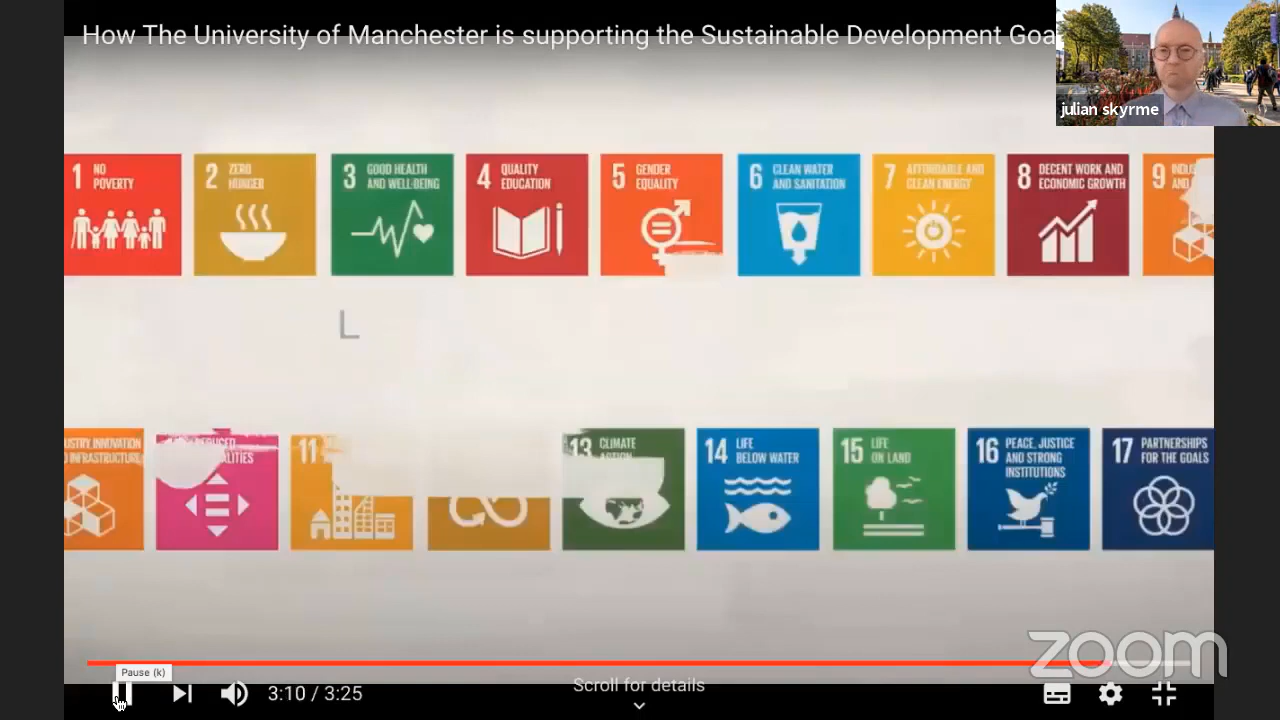 How The University of Manchester is supporting the Sustainable Development Goa
julian skyrme
1 NO POVERTY
2 ZERO HUNGER
3 GOOD HEALTH AND WELL-BEING
4 QUALITY EDUCATION
5 GENDER EQUALITY
6 CLEAN WATER AND SANITATION
7 AFFORDABLE AND CLEAN ENERGY
8 DECENT WORK AND ECONOMIC GROWTH
9
L
11
13 CLIMATE
14 LIFE BELOW WATER
15 LIFE ON LAND
16 PEACE, JUSTICE AND STRONG INSTITUTIONS
17 PARTNERSHIPS FOR THE GOALS
zoom
Pause (k)
3:10 / 3:25
Scroll for details